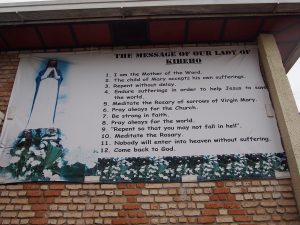 THE MESSAGE OF OUR LADY OF
KIBEHO
1. I am the Mother of the Word.
2. The child of Mary accepts his own sufferings.
3. Repent without delay.
4. Endure sufferings in order to help Jesus to save
the world.
5. Meditate the Rosary of sorrows of Virgin Mary.
6. Pray always for the Church.
7. Be strong in faith.
8. Pray always for the world.
9. "Repent so that you may not fall in hell".
10. Meditate the Rosary.
11. Nobody will enter into heaven without suffering.
12. Come back to God.